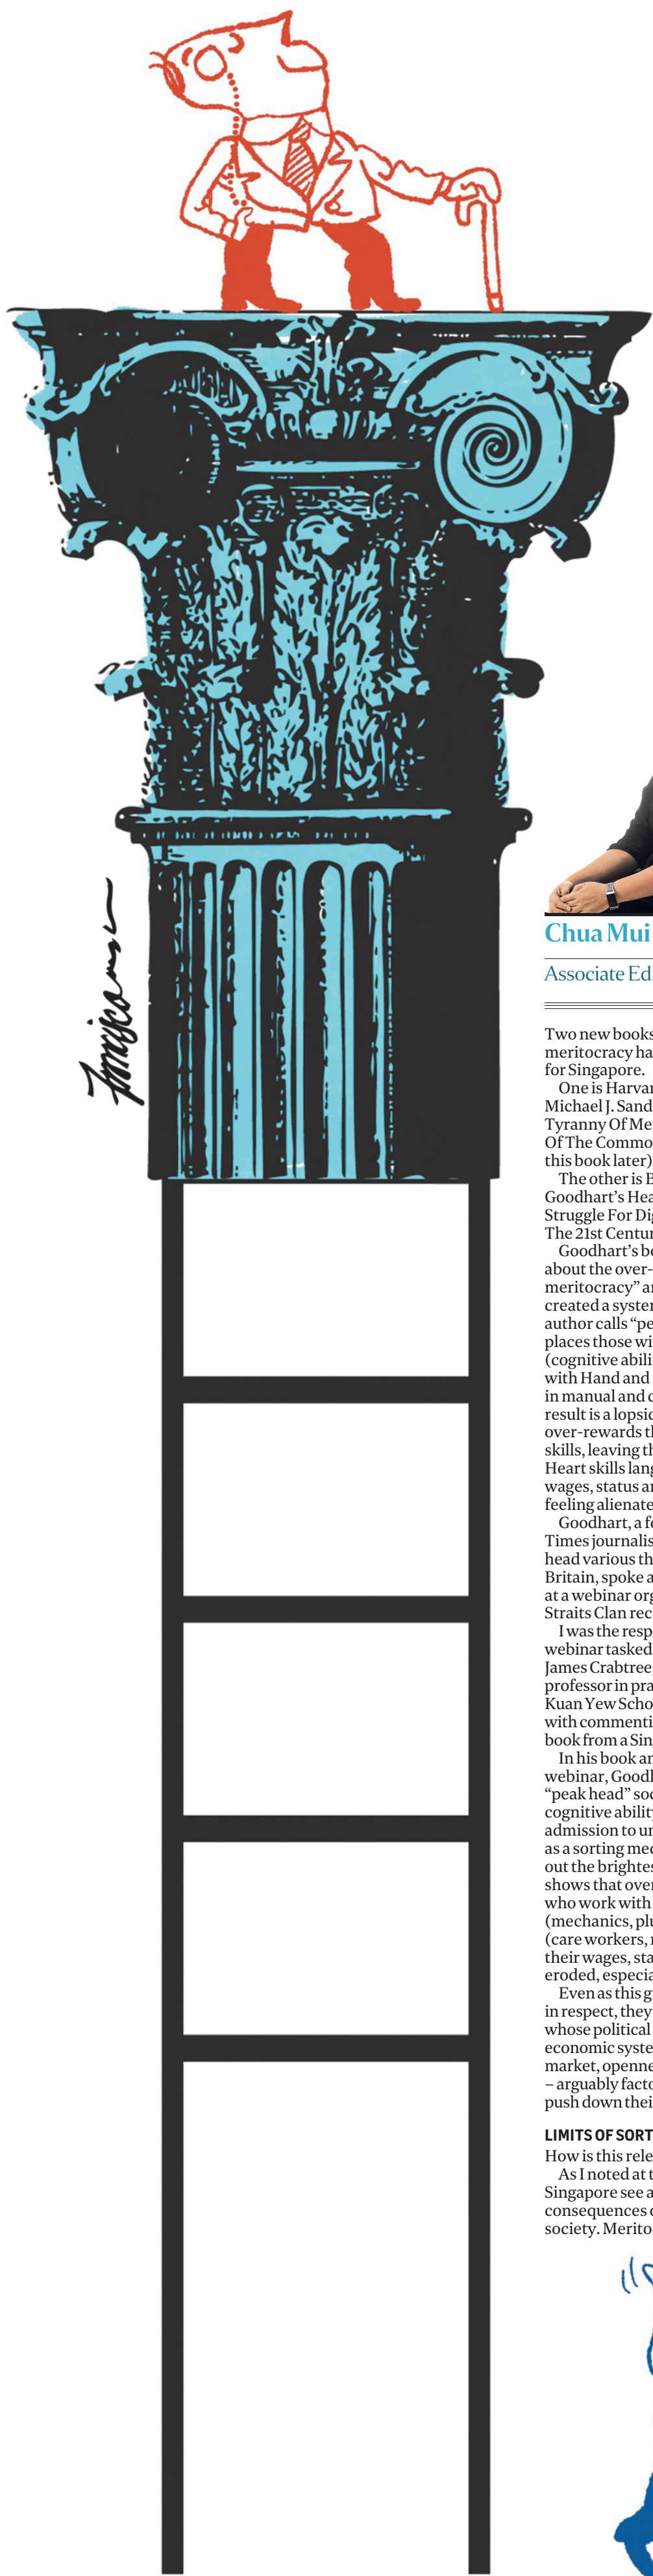 Chua Mui
Associate Ed
Two new books
meritocracy ha
for Singapore.
One is Harvar
Michael J. Sand
Tyranny Of Me
Of The Commo
this book later)
The other is B
Goodhart's Hea
Struggle For Dig
The 21st Centur
Goodhart's bo
about the over-
meritocracy” an
created a system
author calls “pe
places those wi
(cognitive abili
with Hand and
in manual and c
result is a lopsid
over-rewards th
skills, leaving th
Heart skills lang
wages, status an
feeling alienate
Goodhart, a fo
Times journalis
head various th
Britain, spoke a
at a webinar org
Straits Clan rec
I was the resp
webinar tasked
James Crabtree
professor in pra
Kuan Yew Scho
with commenti
book from a Sin
In his book an
webinar, Goodh
“peak head” soc
cognitive ability
admission to un
as a sorting mec
out the brightes
shows that over
who work with
(mechanics, plu
(care workers, n
their wages, sta
eroded, especia
Even as this g
in respect, they
whose political
economic syste
market, openne
– arguably facto
push down thei
LIMITS OF SORT
How is this rele
As I noted at t
Singapore see a
consequences o
society. Merito